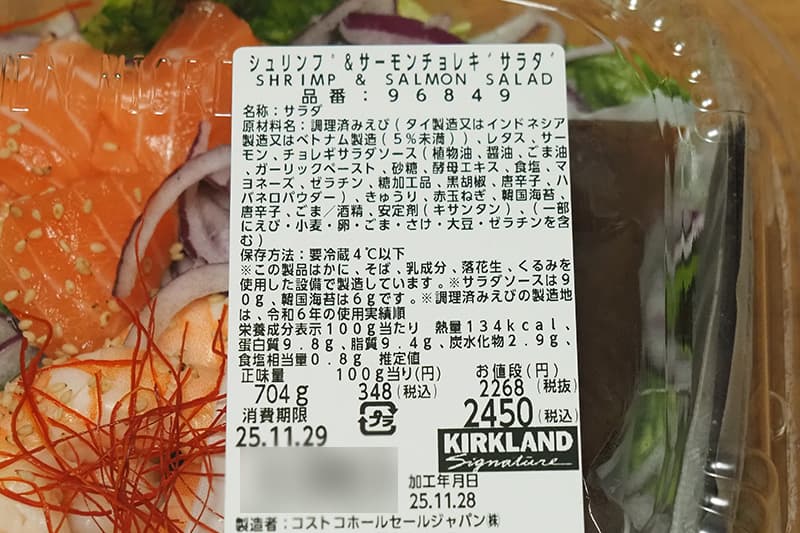 シュリンプ&サーモンチョレギサラダ
SHRIMP & SALMON SALAD
品番:96849
名称:サラダ
原材料名:調理済みえび(タイ製造又はインドネシア
製造又はベトナム製造(5%未満))、レタス、サー
モン、チョレギサラダソース(植物油、醤油、ごま油
、ガーリックペースト、砂糖、酵母エキス、食塩、マ
ヨネーズ、ゼラチン、糖加工品、黒胡椒、唐辛子、ハ
バネロパウダー)、きゅうり、赤玉ねぎ、韓国海苔、
唐辛子、ごま/酒精、安定剤(キサンタン)、(一部
にえび・小麦・卵・ごま・さけ・大豆・ゼラチンを含
む)
保存方法:要冷蔵4℃以下
※この製品はかに、そば、乳成分、落花生、くるみを
使用した設備で製造しています。※サラダソースは9
0g、韓国海苔は6gです。※調理済みえびの製造地
は、令和6年の使用実績順
栄養成分表示100g当たり 熱量134kcal、
蛋白質9.8g、脂質9.4g、炭水化物2.9g、
食塩相当量0.8g 推定値
正味量 100g当り(円) お値段(円)
704g 348(税込) 2268(税抜)
消費期限 プラ 2450(税込)
25.11.29 KIRKLAND
Signature
加工年月日
25.11.28
製造者:コストコホールセールジャパン㈱